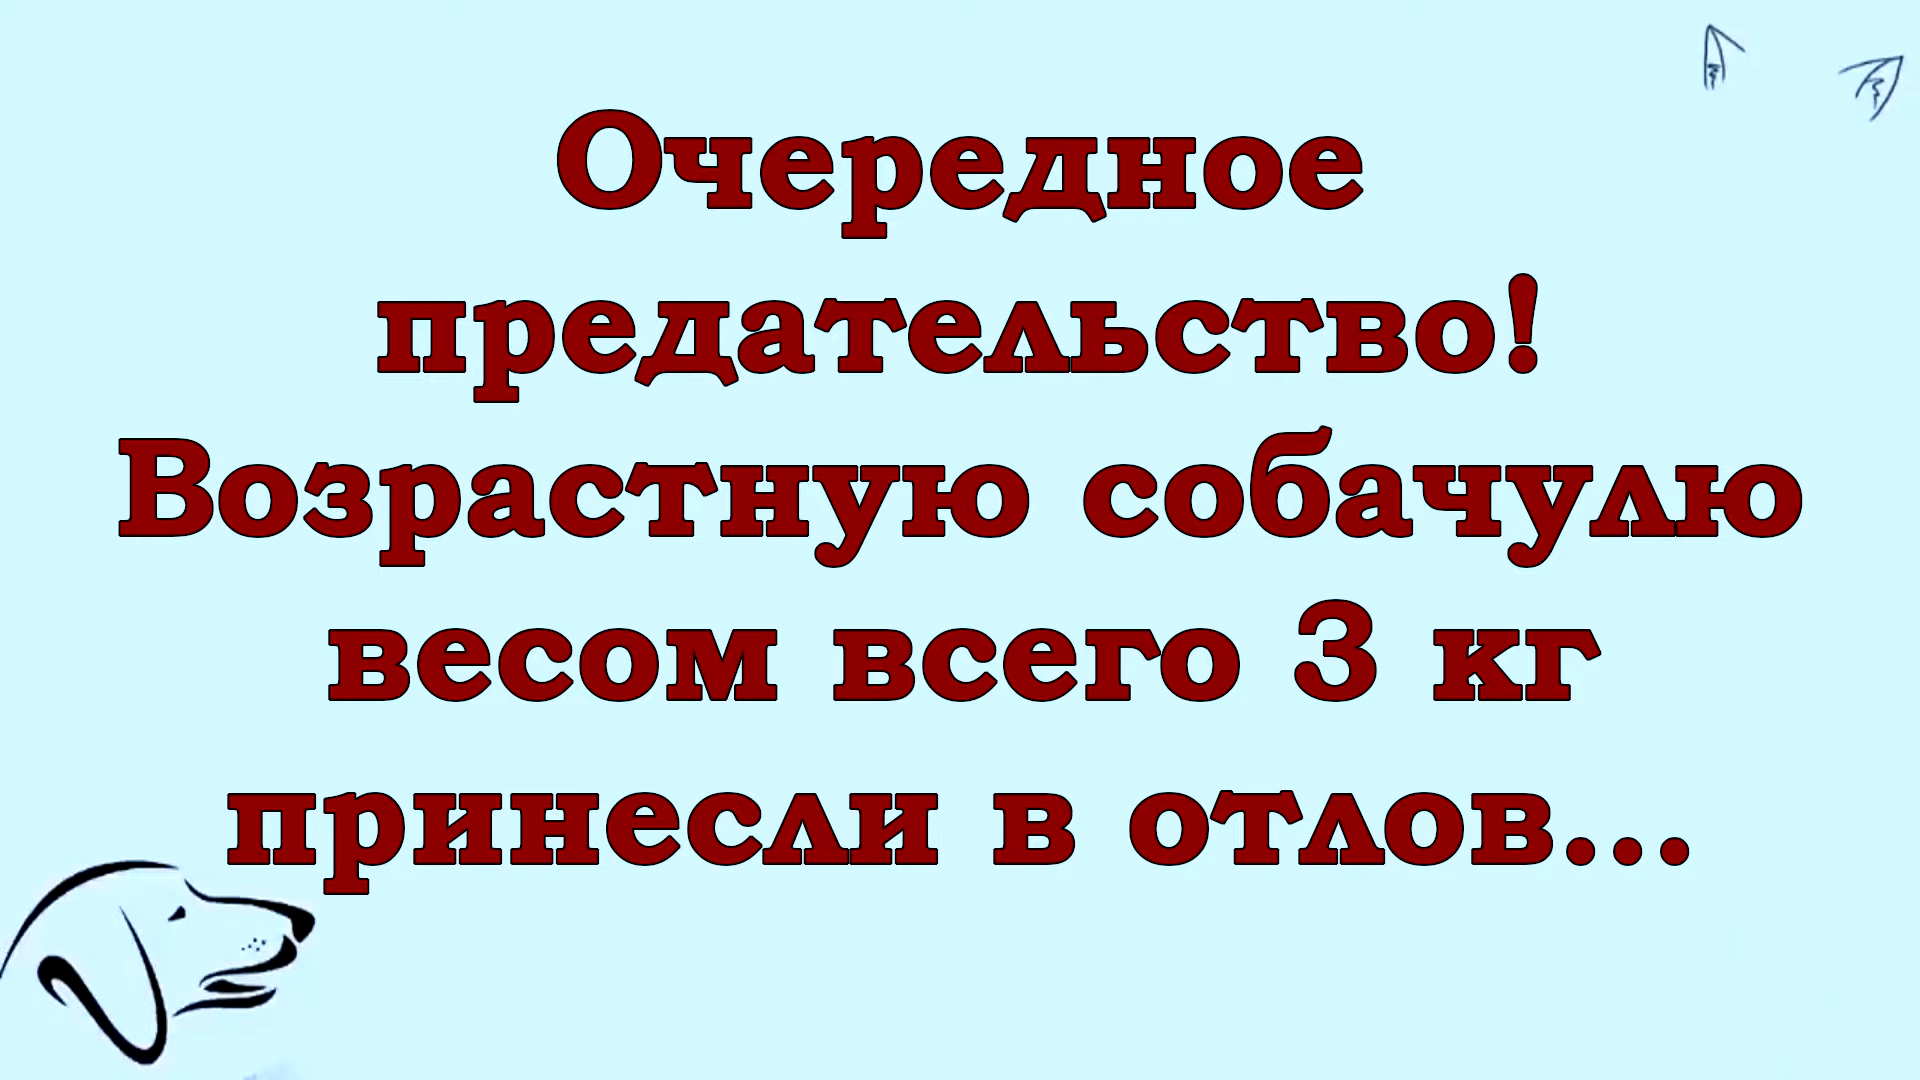 Очередное
предательство!
Возрастную собачулю
весом всего 3 кг
принесли в отлов...